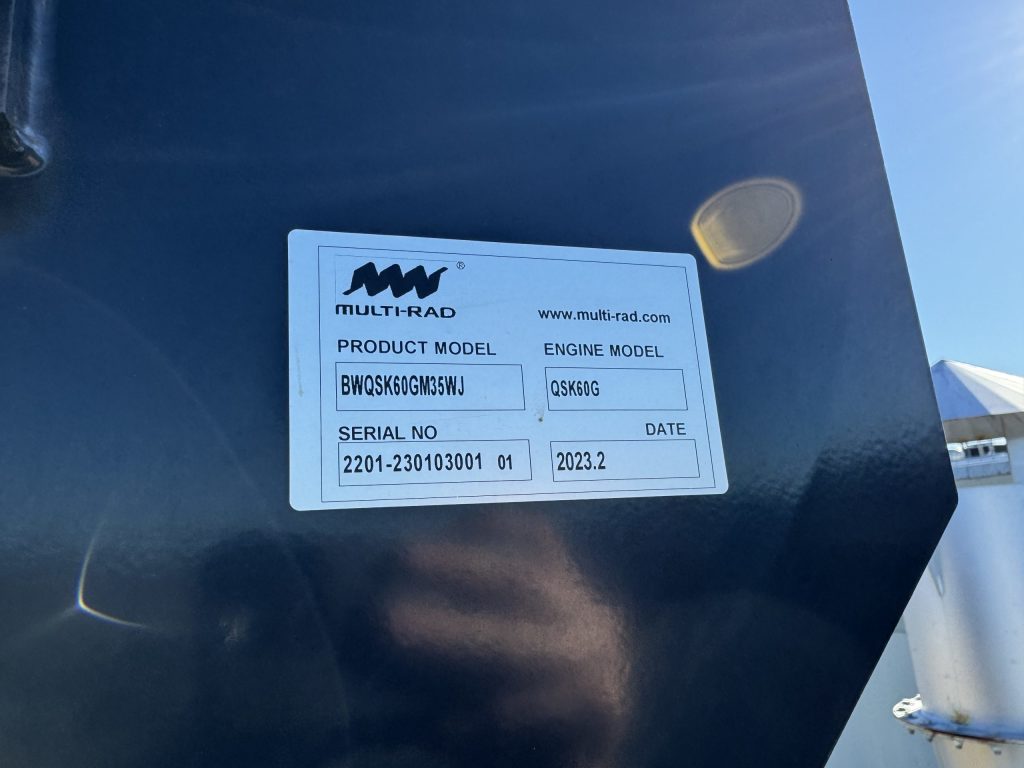 ®
MULTI-RAD
www.multi-rad.com
PRODUCT MODEL
ENGINE MODEL
BWQSK60GM35WJ
QSK60G
SERIAL NO
DATE
2201-230103001 01
2023.2